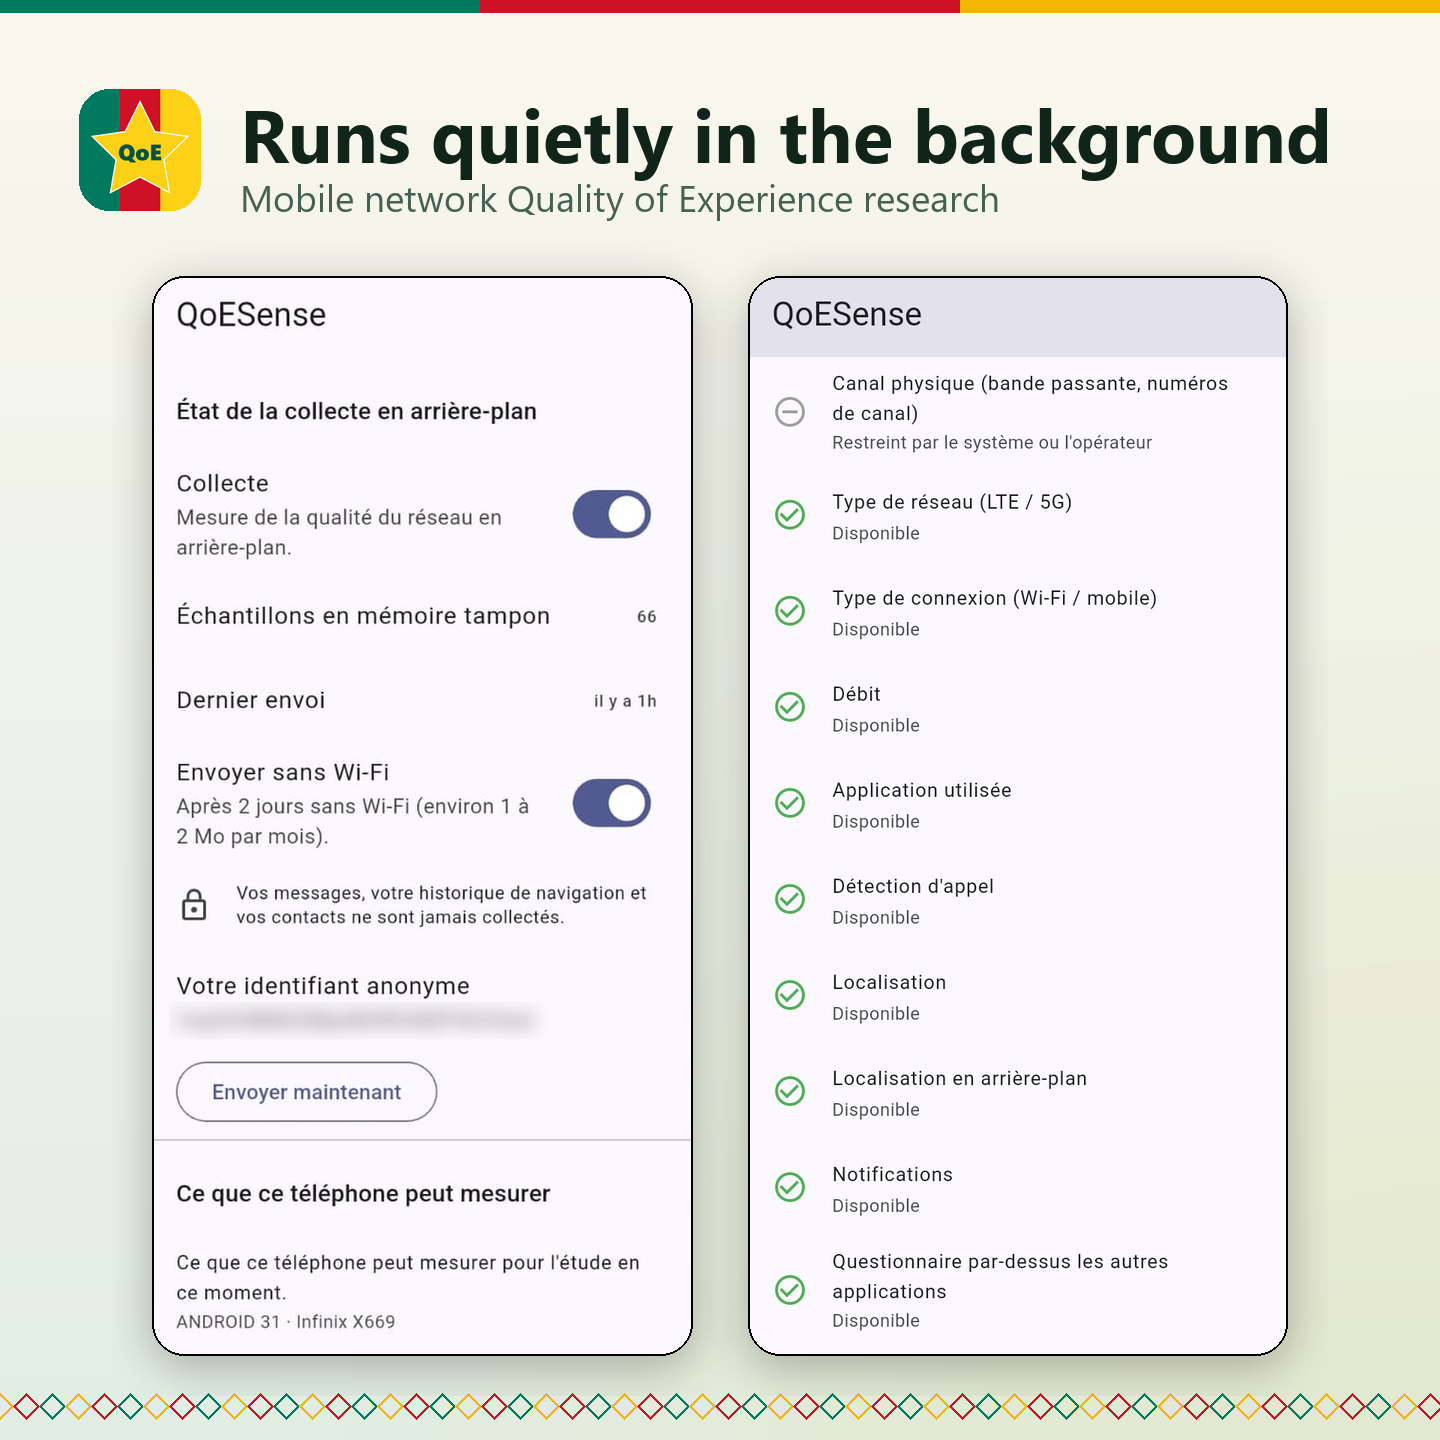 QoE
Runs quietly in the background
Mobile network Quality of Experience research
QoESense
État de la collecte en arrière-plan
Collecte
Mesure de la qualité du réseau en
arrière-plan.
Échantillons en mémoire tampon 66
Dernier envoi il y a 1h
Envoyer sans Wi-Fi
Après 2 jours sans Wi-Fi (environ 1 à
2 Mo par mois).
Vos messages, votre historique de navigation et
vos contacts ne sont jamais collectés.
Votre identifiant anonyme
Envoyer maintenant
Ce que ce téléphone peut mesurer
Ce que ce téléphone peut mesurer pour l'étude en
ce moment.
ANDROID 31 · Infinix X669
QoESense
Canal physique (bande passante, numéros
de canal)
Restreint par le système ou l'opérateur
Type de réseau (LTE / 5G)
Disponible
Type de connexion (Wi-Fi / mobile)
Disponible
Débit
Disponible
Application utilisée
Disponible
Détection d'appel
Disponible
Localisation
Disponible
Localisation en arrière-plan
Disponible
Notifications
Disponible
Questionnaire par-dessus les autres
applications
Disponible